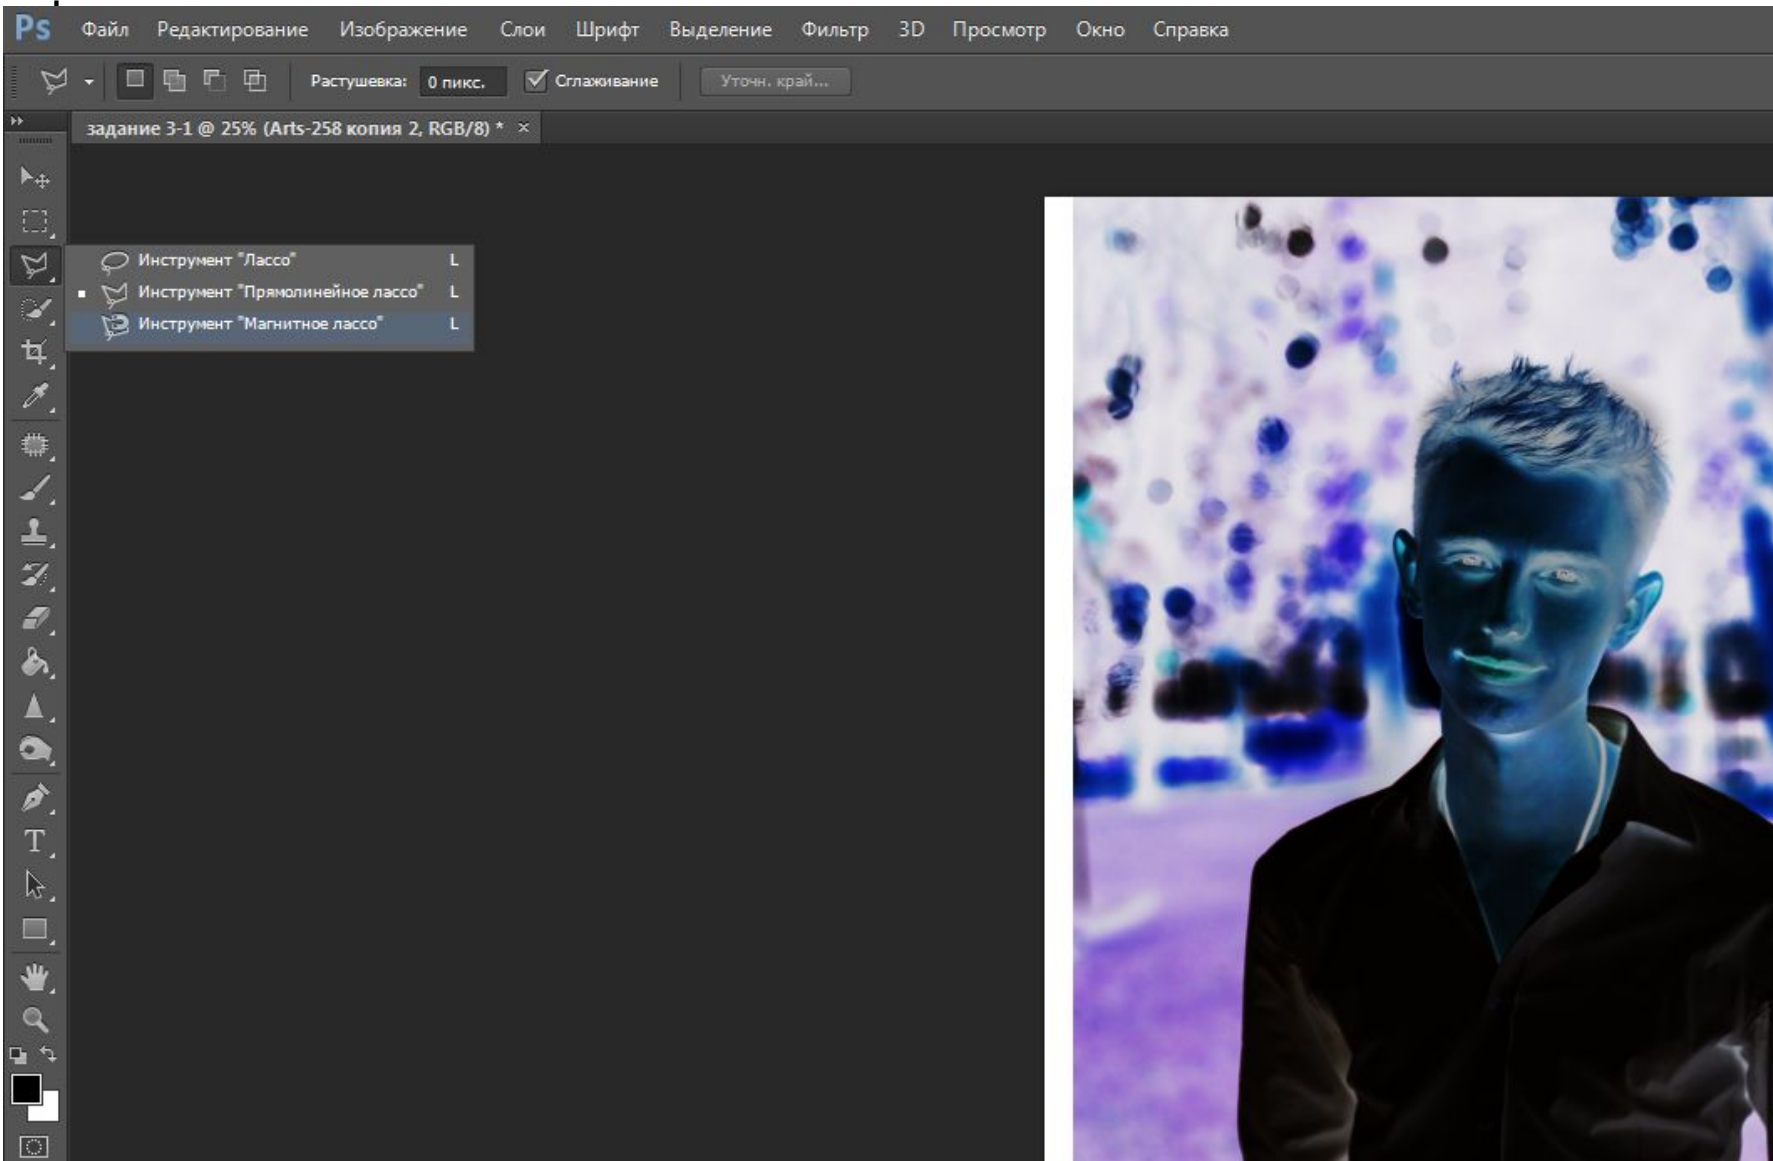 Ps Файл Редактирование Изображение Слои Шрифт Выделение Фильтр 3D Просмотр Окно Справка
Растушевка: 0 пикс. Сглаживание Уточн. край...
задание 3-1 @ 25% (Arts-258 копия 2, RGB/8) * ×
Инструмент "Лассо" L
Инструмент "Прямолинейное лассо" L
Инструмент "Магнитное лассо" L
T